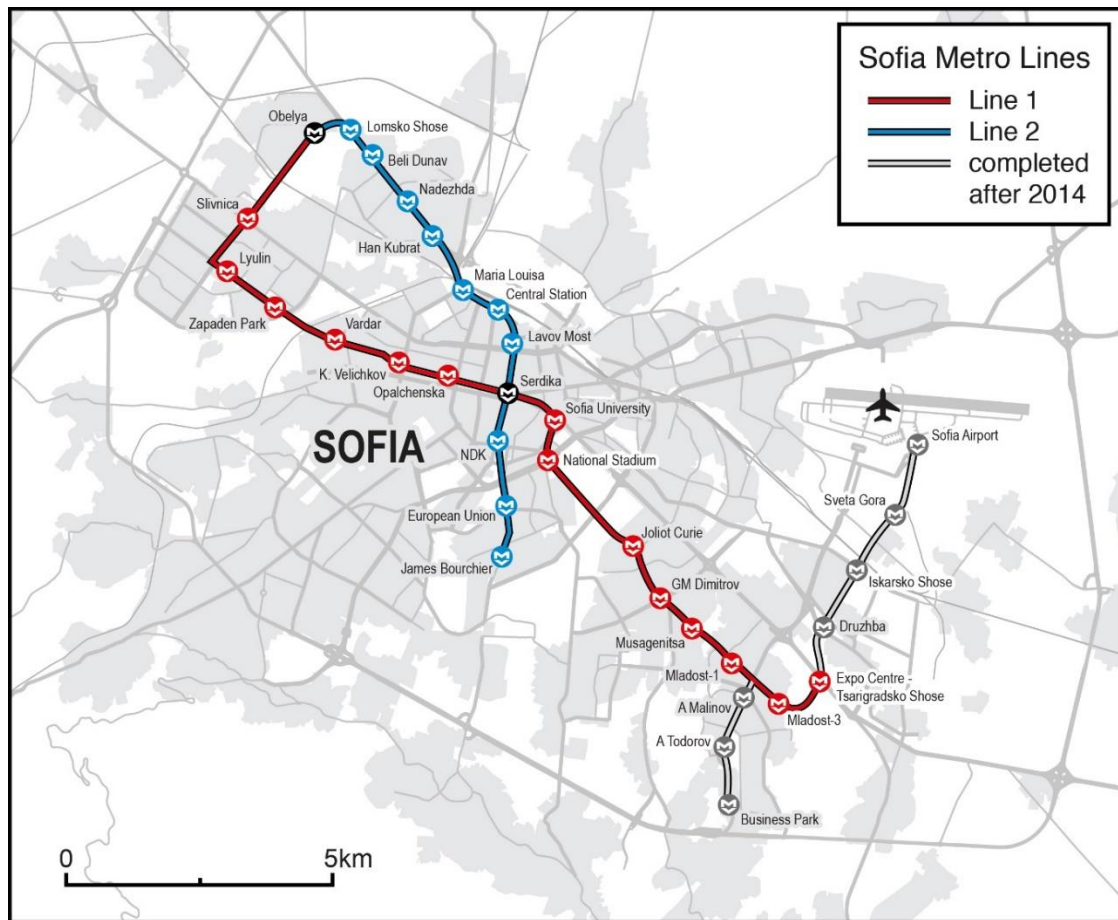 Sofia Metro Lines
Line 1
Line 2
completed
after 2014
Obelya
Lomsko Shose
Beli Dunav
Nadezhda
Slivnica
Han Kubrat
Lyulin
Maria Louisa
Central Station
Zapaden Park
Vardar
Lavov Most
K. Velichkov
Opalchenska
Serdika
Sofia University
SOFIA
NDK
National Stadium
Sofia Airport
European Union
Sveta Gora
James Bourchier
Joliot Curie
Iskarsko Shose
GM Dimitrov
Druzhba
Musagenitsa
Mladost-1
Expo Centre -
Tsarigradsko Shose
A Malinov
Mladost-3
A Todorov
Business Park
0
5km